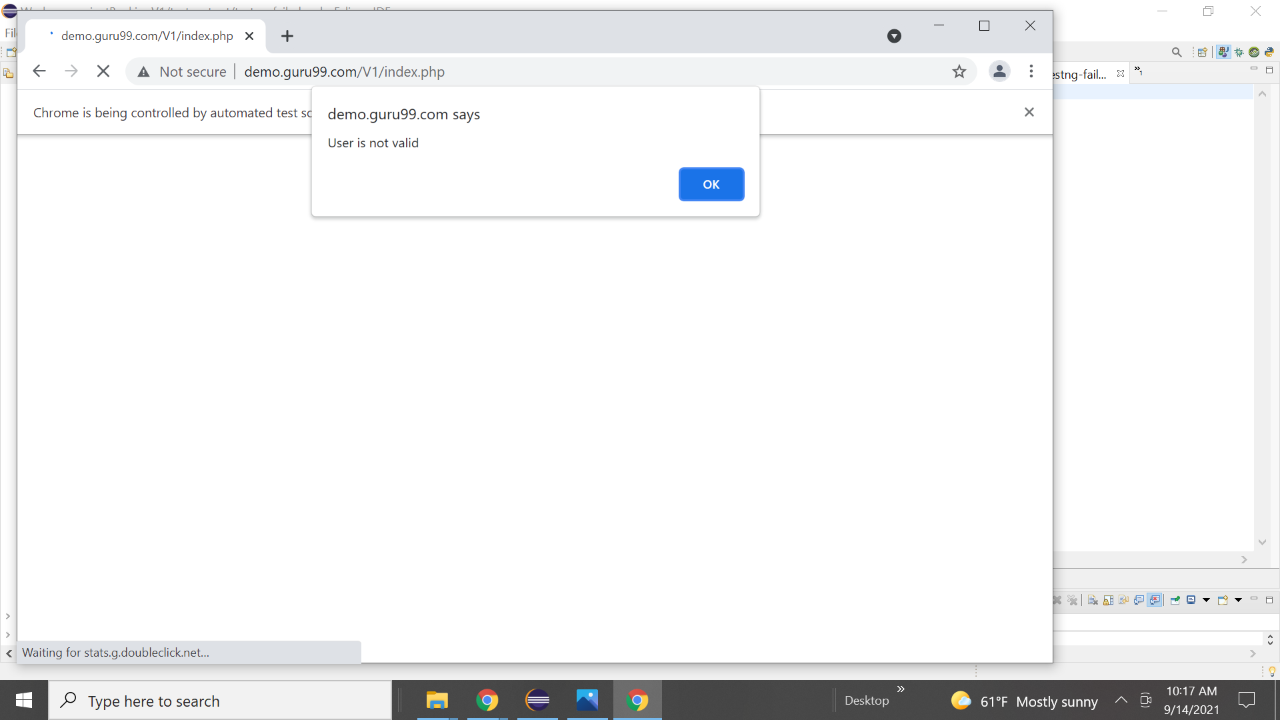 demo.guru99.com/V1/index.php
Not secure
demo.guru99.com/V1/index.php
estng-fail...
Chrome is being controlled by automated test
demo.guru99.com says
User is not valid
OK
Waiting for stats.g.doubleclick.net...
Type here to search
Desktop
61°F Mostly sunny
10:17 AM
9/14/2021